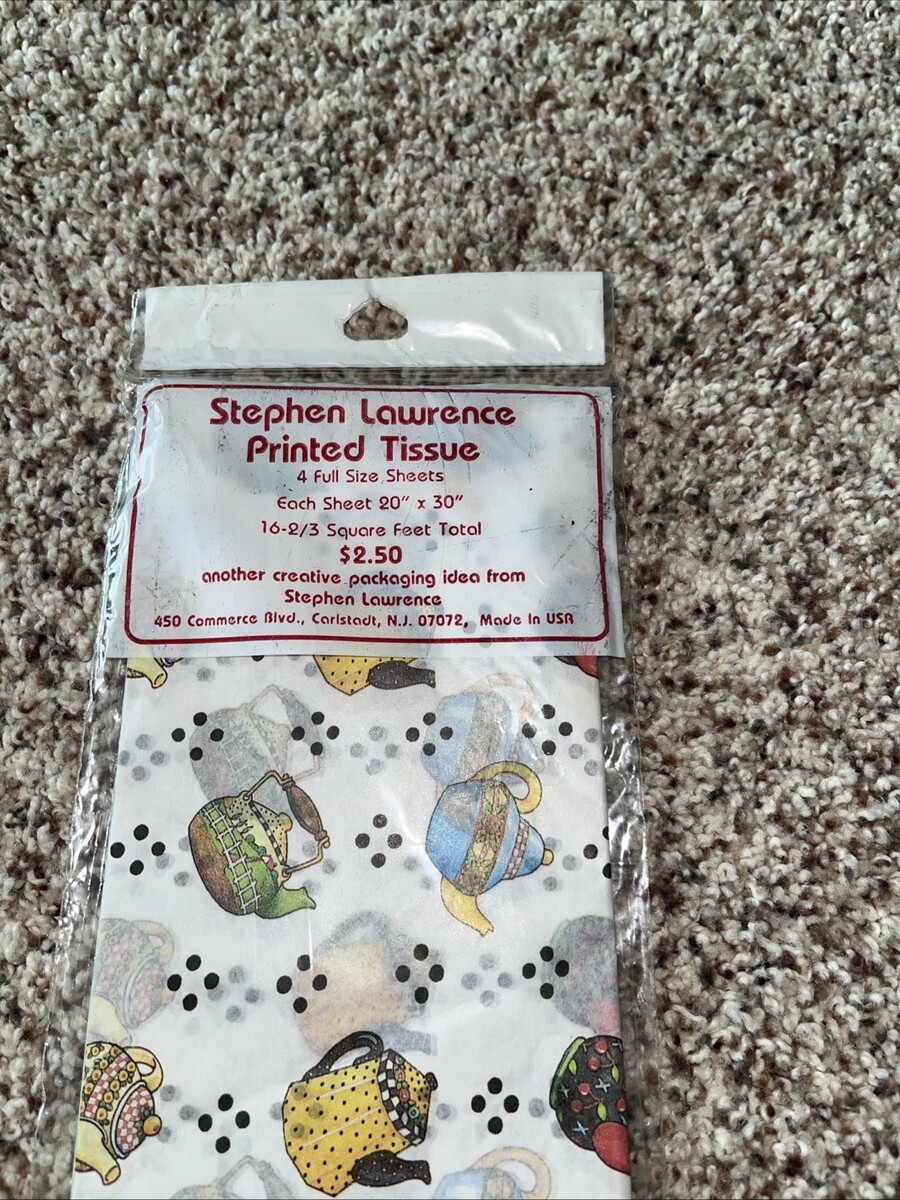 Stephen Lawrence
Printed Tissue
4 Full Size Sheets
Each Sheet 20" x 30"
16-2/3 Square Feet Total
$2.50
another creative packaging idea from
Stephen Lawrence
450 Commerce Blvd., Carlstadt, N.J. 07072, Made In USA